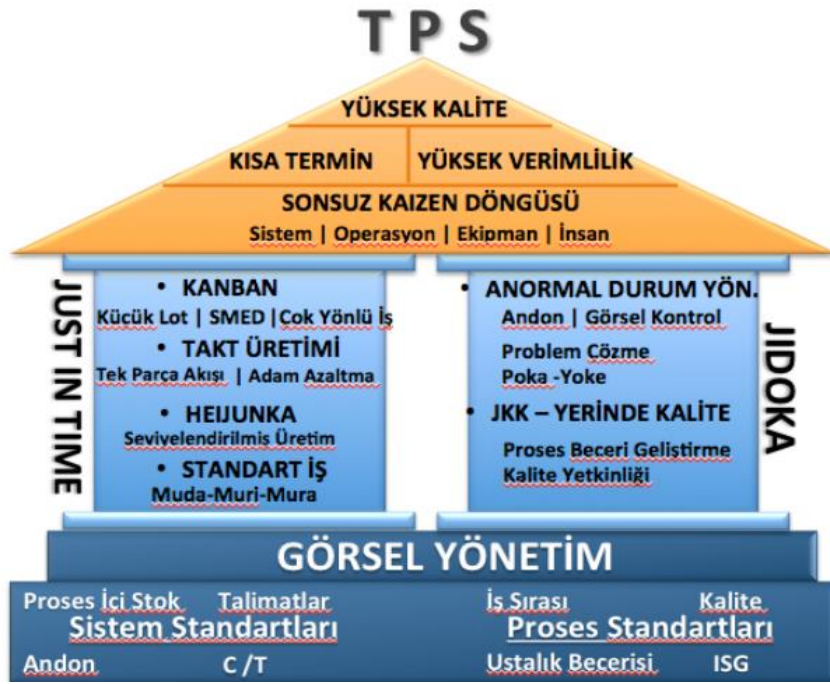 TPS
YÜKSEK KALİTE
KISA TERMİN
YÜKSEK VERİMLİLİK
SONSUZ KAIZEN DÖNGÜSÜ
Sistem | Operasyon | Ekipman | İnsan
JUST IN TIME
• KANBAN
Küçük Lot | SMED |Çok Yönlü İş
• TAKT ÜRETİMİ
Tek Parça Akışı | Adam Azaltma
• HEIJUNKA
Seviyelendirilmis Üretim
• STANDART İŞ
Muda-Muri-Mura
• ANORMAL DURUM YÖN.
Andon | Görsel Kontrol
Problem Çözme
Poka -Yoke
• JKK – YERİNDE KALİTE
Proses Beceri Geliştirme
Kalite Yetkinliği
JIDOKA
GÖRSEL YÖNETİM
Proses İçi Stok Talimatlar
Sistem Standartları
Andon C /T
İş Sırası Kalite
Proses Standartları
Ustalık Becerisi ISG